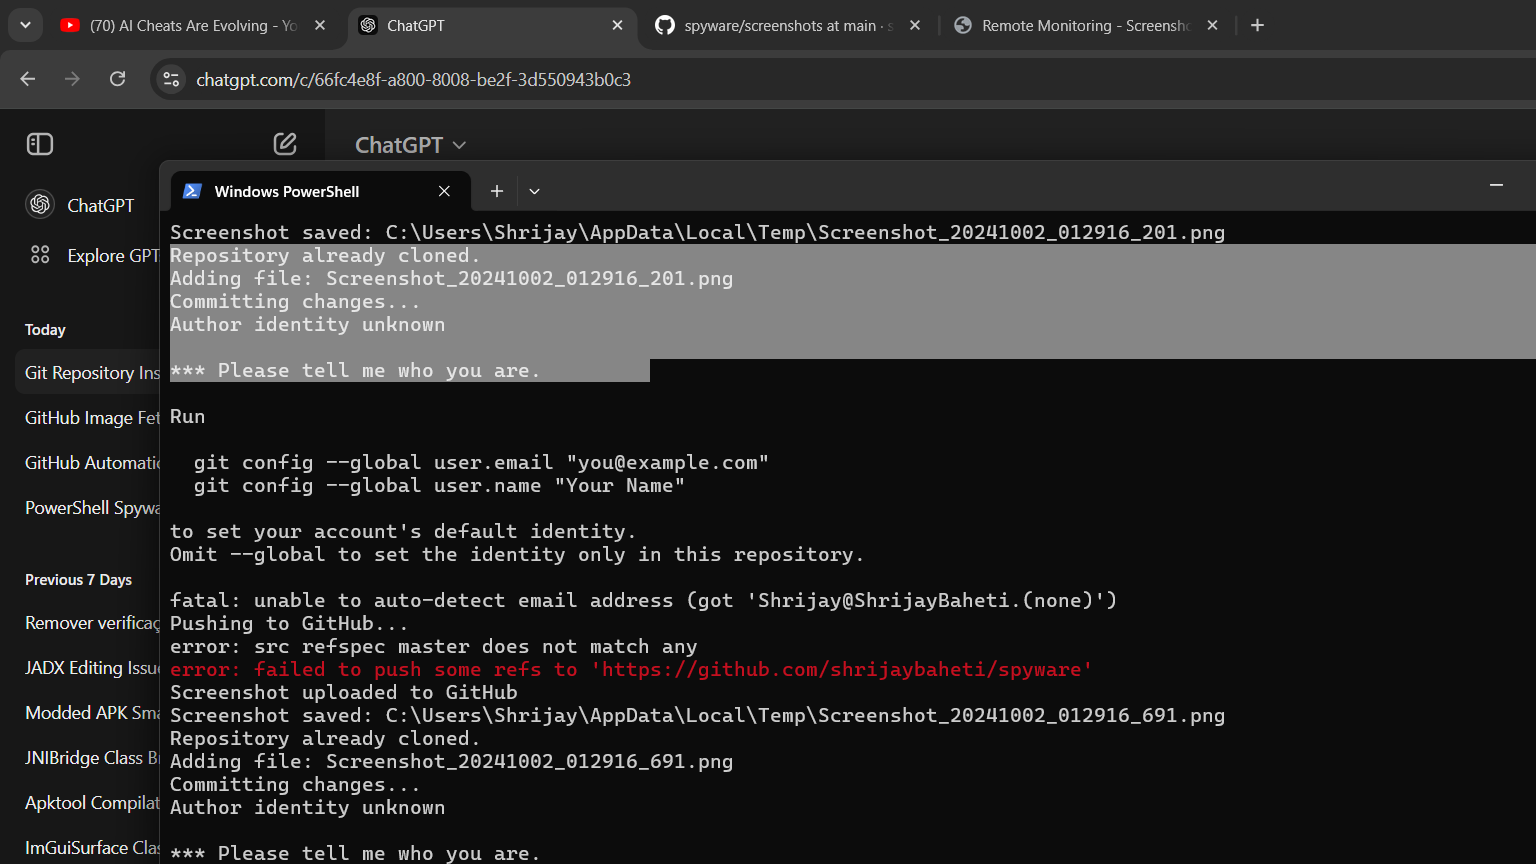 (70) AI Cheats Are Evolving - Yo
ChatGPT
spyware/screenshots at main · s
Remote Monitoring - Screensho
chatgpt.com/c/66fc4e8f-a800-8008-be2f-3d550943b0c3
ChatGPT
ChatGPT
Explore GPT
Today
Git Repository Ins
GitHub Image Fet
GitHub Automatic
PowerShell Spywa
Previous 7 Days
Remover verificaç
JADX Editing Issue
Modded APK Sma
JNIBridge Class Br
Apktool Compilat
ImGuiSurface Clas
Windows PowerShell
Screenshot saved: C:\Users\Shrijay\AppData\Local\Temp\Screenshot_20241002_012916_201.png
Repository already cloned.
Adding file: Screenshot_20241002_012916_201.png
Committing changes...
Author identity unknown
*** Please tell me who you are.
Run
git config --global user.email "you@example.com"
git config --global user.name "Your Name"
to set your account's default identity.
Omit --global to set the identity only in this repository.
fatal: unable to auto-detect email address (got 'Shrijay@ShrijayBaheti.(none)')
Pushing to GitHub...
error: src refspec master does not match any
error: failed to push some refs to 'https://github.com/shrijaybaheti/spyware'
Screenshot uploaded to GitHub
Screenshot saved: C:\Users\Shrijay\AppData\Local\Temp\Screenshot_20241002_012916_691.png
Repository already cloned.
Adding file: Screenshot_20241002_012916_691.png
Committing changes...
Author identity unknown
*** Please tell me who you are.